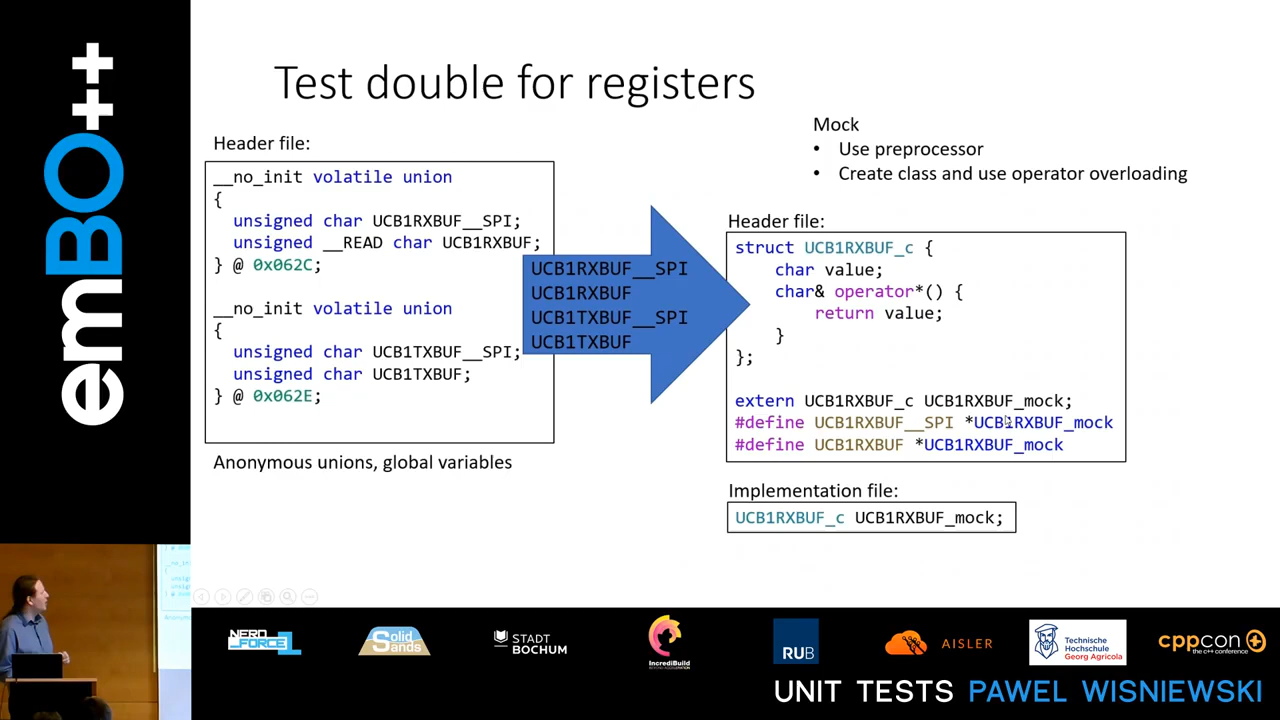 emBO++
Test double for registers
Header file:
__no_init volatile union
{
  unsigned char UCB1RXBUF__SPI;
  unsigned __READ char UCB1RXBUF;
} @ 0x062C;
__no_init volatile union
{
  unsigned char UCB1TXBUF__SPI;
  unsigned char UCB1TXBUF;
} @ 0x062E;
Anonymous unions, global variables
UCB1RXBUF__SPI
UCB1RXBUF
UCB1TXBUF__SPI
UCB1TXBUF
Mock
• Use preprocessor
• Create class and use operator overloading
Header file:
struct UCB1RXBUF_c {
    char value;
    char& operator*() {
        return value;
    }
};
extern UCB1RXBUF_c UCB1RXBUF_mock;
#define UCB1RXBUF__SPI *UCB1RXBUF_mock
#define UCB1RXBUF *UCB1RXBUF_mock
Implementation file:
UCB1RXBUF_c UCB1RXBUF_mock;
NERDFORCE1
Solid Sands
STADT
BOCHUM
IncrediBuild
RUB
AISLER
Technische
Hochschule
Georg Agricola
cppcon
the c++ conference
UNIT TESTS PAWEL WISNIEWSKI